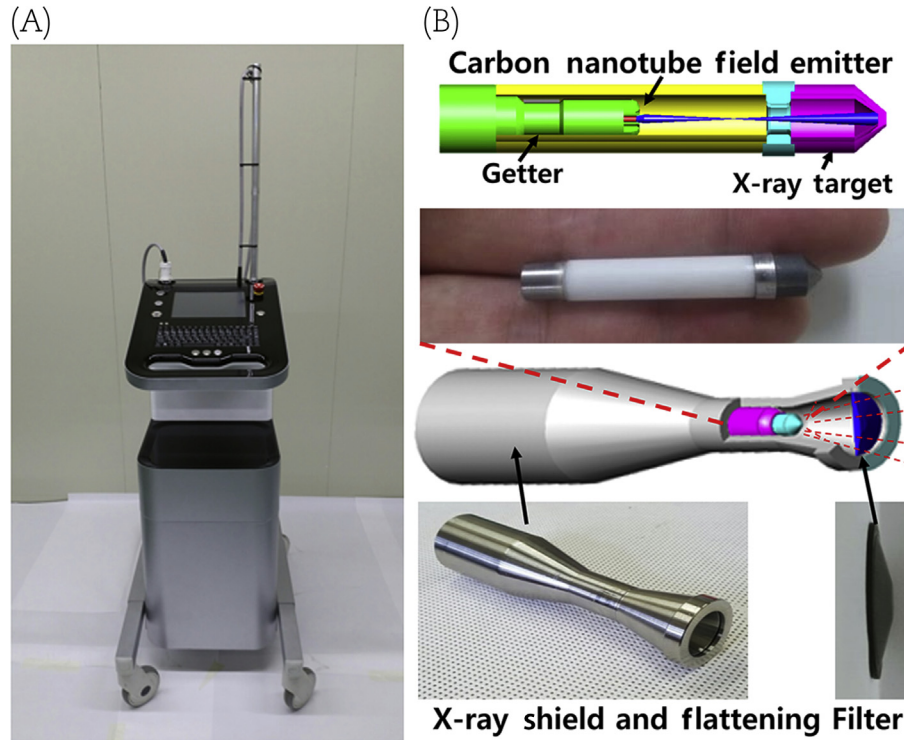 (A)
(B)
Carbon nanotube field emitter
Getter
X-ray target
X-ray shield and flattening Filter